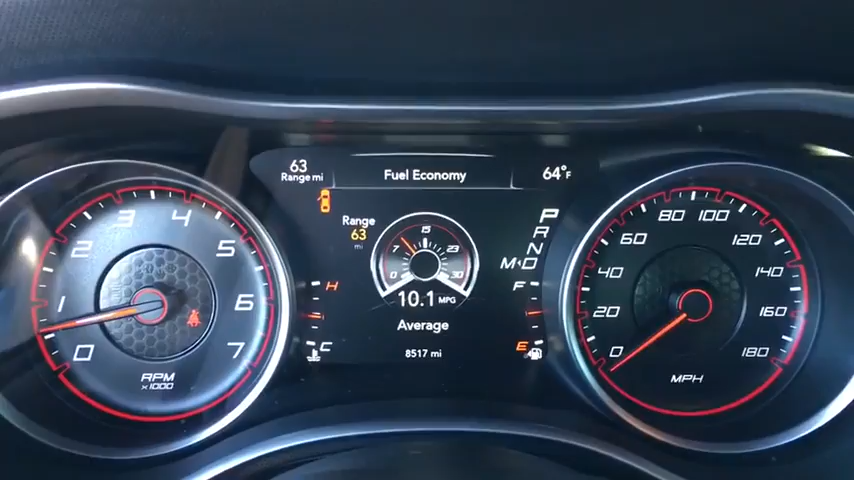 63
Range mi
Fuel Economy
64°F
Range
63
mi
7 15 23
0 30
10.1 MPG
Average
8517 mi
P
R
N
M/D
H
C
F
E
0 1 2 3 4 5 6 7
RPM
x1000
0 20 40 60 80 100 120 140 160 180
MPH